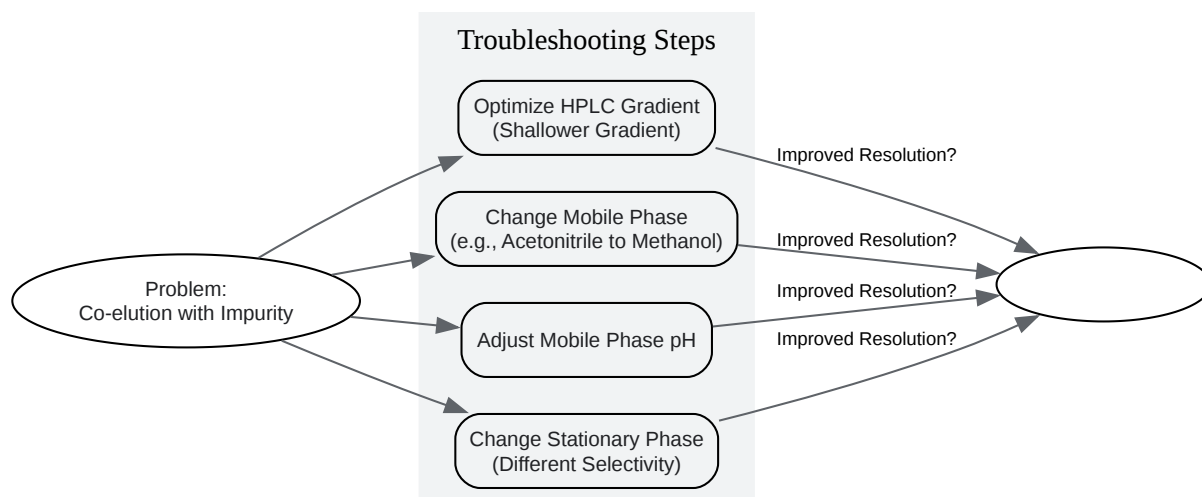 Troubleshooting Steps
Optimize HPLC Gradient
(Shallower Gradient)
Improved Resolution?
Change Mobile Phase
(e.g., Acetonitrile to Methanol)
Improved Resolution?
Problem:
Co-elution with Impurity
Improved Resolution?
Adjust Mobile Phase pH
Improved Resolution?
Change Stationary Phase
(Different Selectivity)